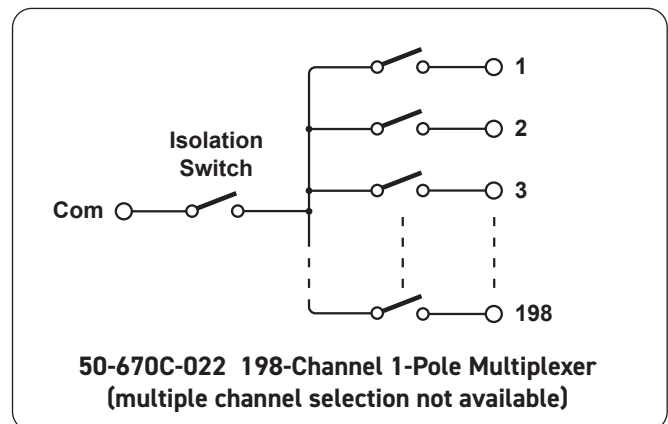 1
2
Isolation
Switch
3
Com
198
50-670C-022 198-Channel 1-Pole Multiplexer
(multiple channel selection not available)